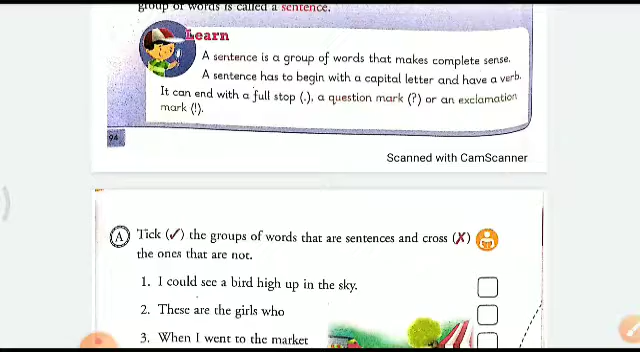 group of words is called a sentence.
Learn
A sentence is a group of words that makes complete sense.
A sentence has to begin with a capital letter and have a verb.
It can end with a full stop (.), a question mark (?) or an exclamation
mark (!).
94
Scanned with CamScanner
A Tick (✓) the groups of words that are sentences and cross (✗)
the ones that are not.
1. I could see a bird high up in the sky.
2. These are the girls who
3. When I went to the market